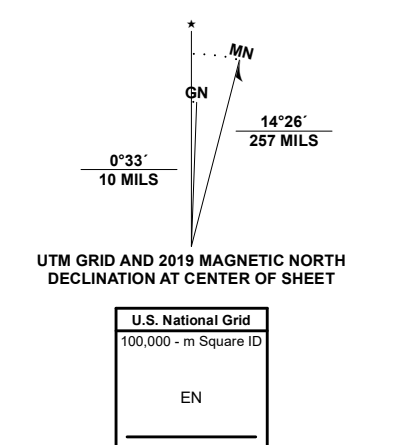 ★
MN
GN
14°26´
257 MILS
0°33´
10 MILS
UTM GRID AND 2019 MAGNETIC NORTH
DECLINATION AT CENTER OF SHEET
U.S. National Grid
100,000 - m Square ID
EN